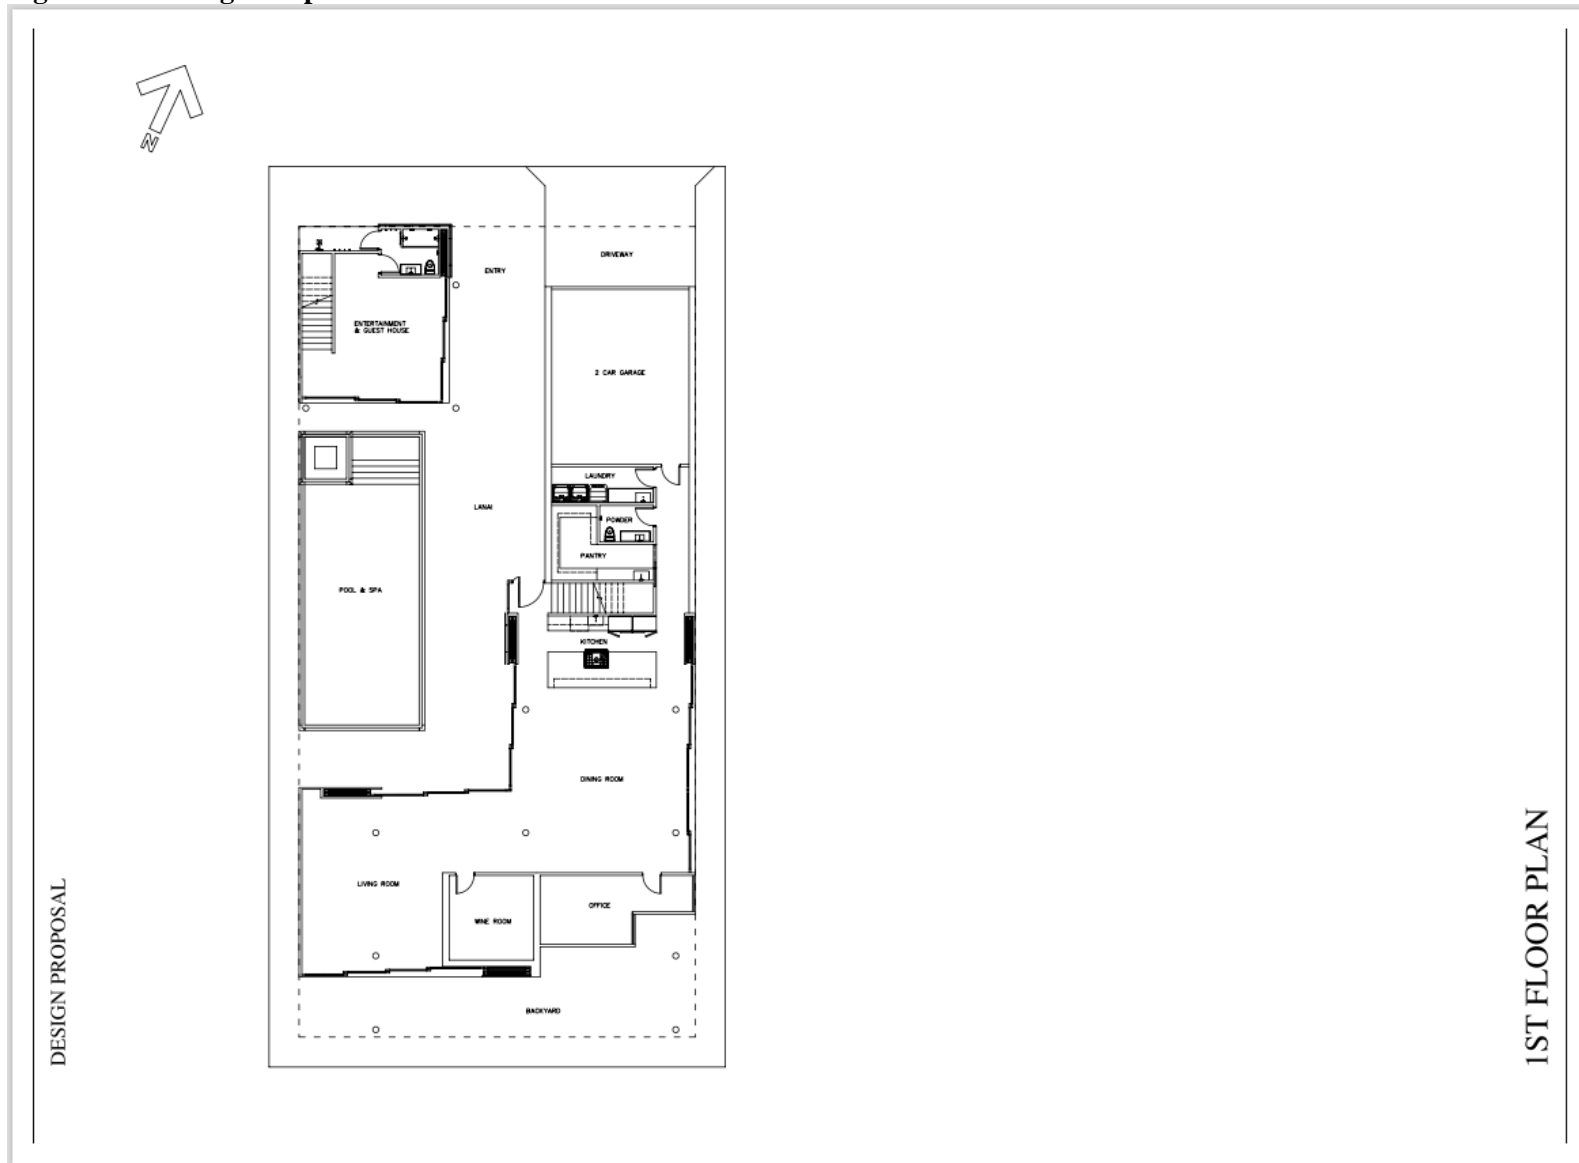 N
ENTRY
DRIVEWAY
ENTERTAINMENT
& GUEST HOUSE
2 CAR GARAGE
LAUNDRY
LANAI
POWDER
PANTRY
POOL & SPA
KITCHEN
DINING ROOM
LIVING ROOM
WINE ROOM
OFFICE
BACKYARD
DESIGN PROPOSAL
1ST FLOOR PLAN